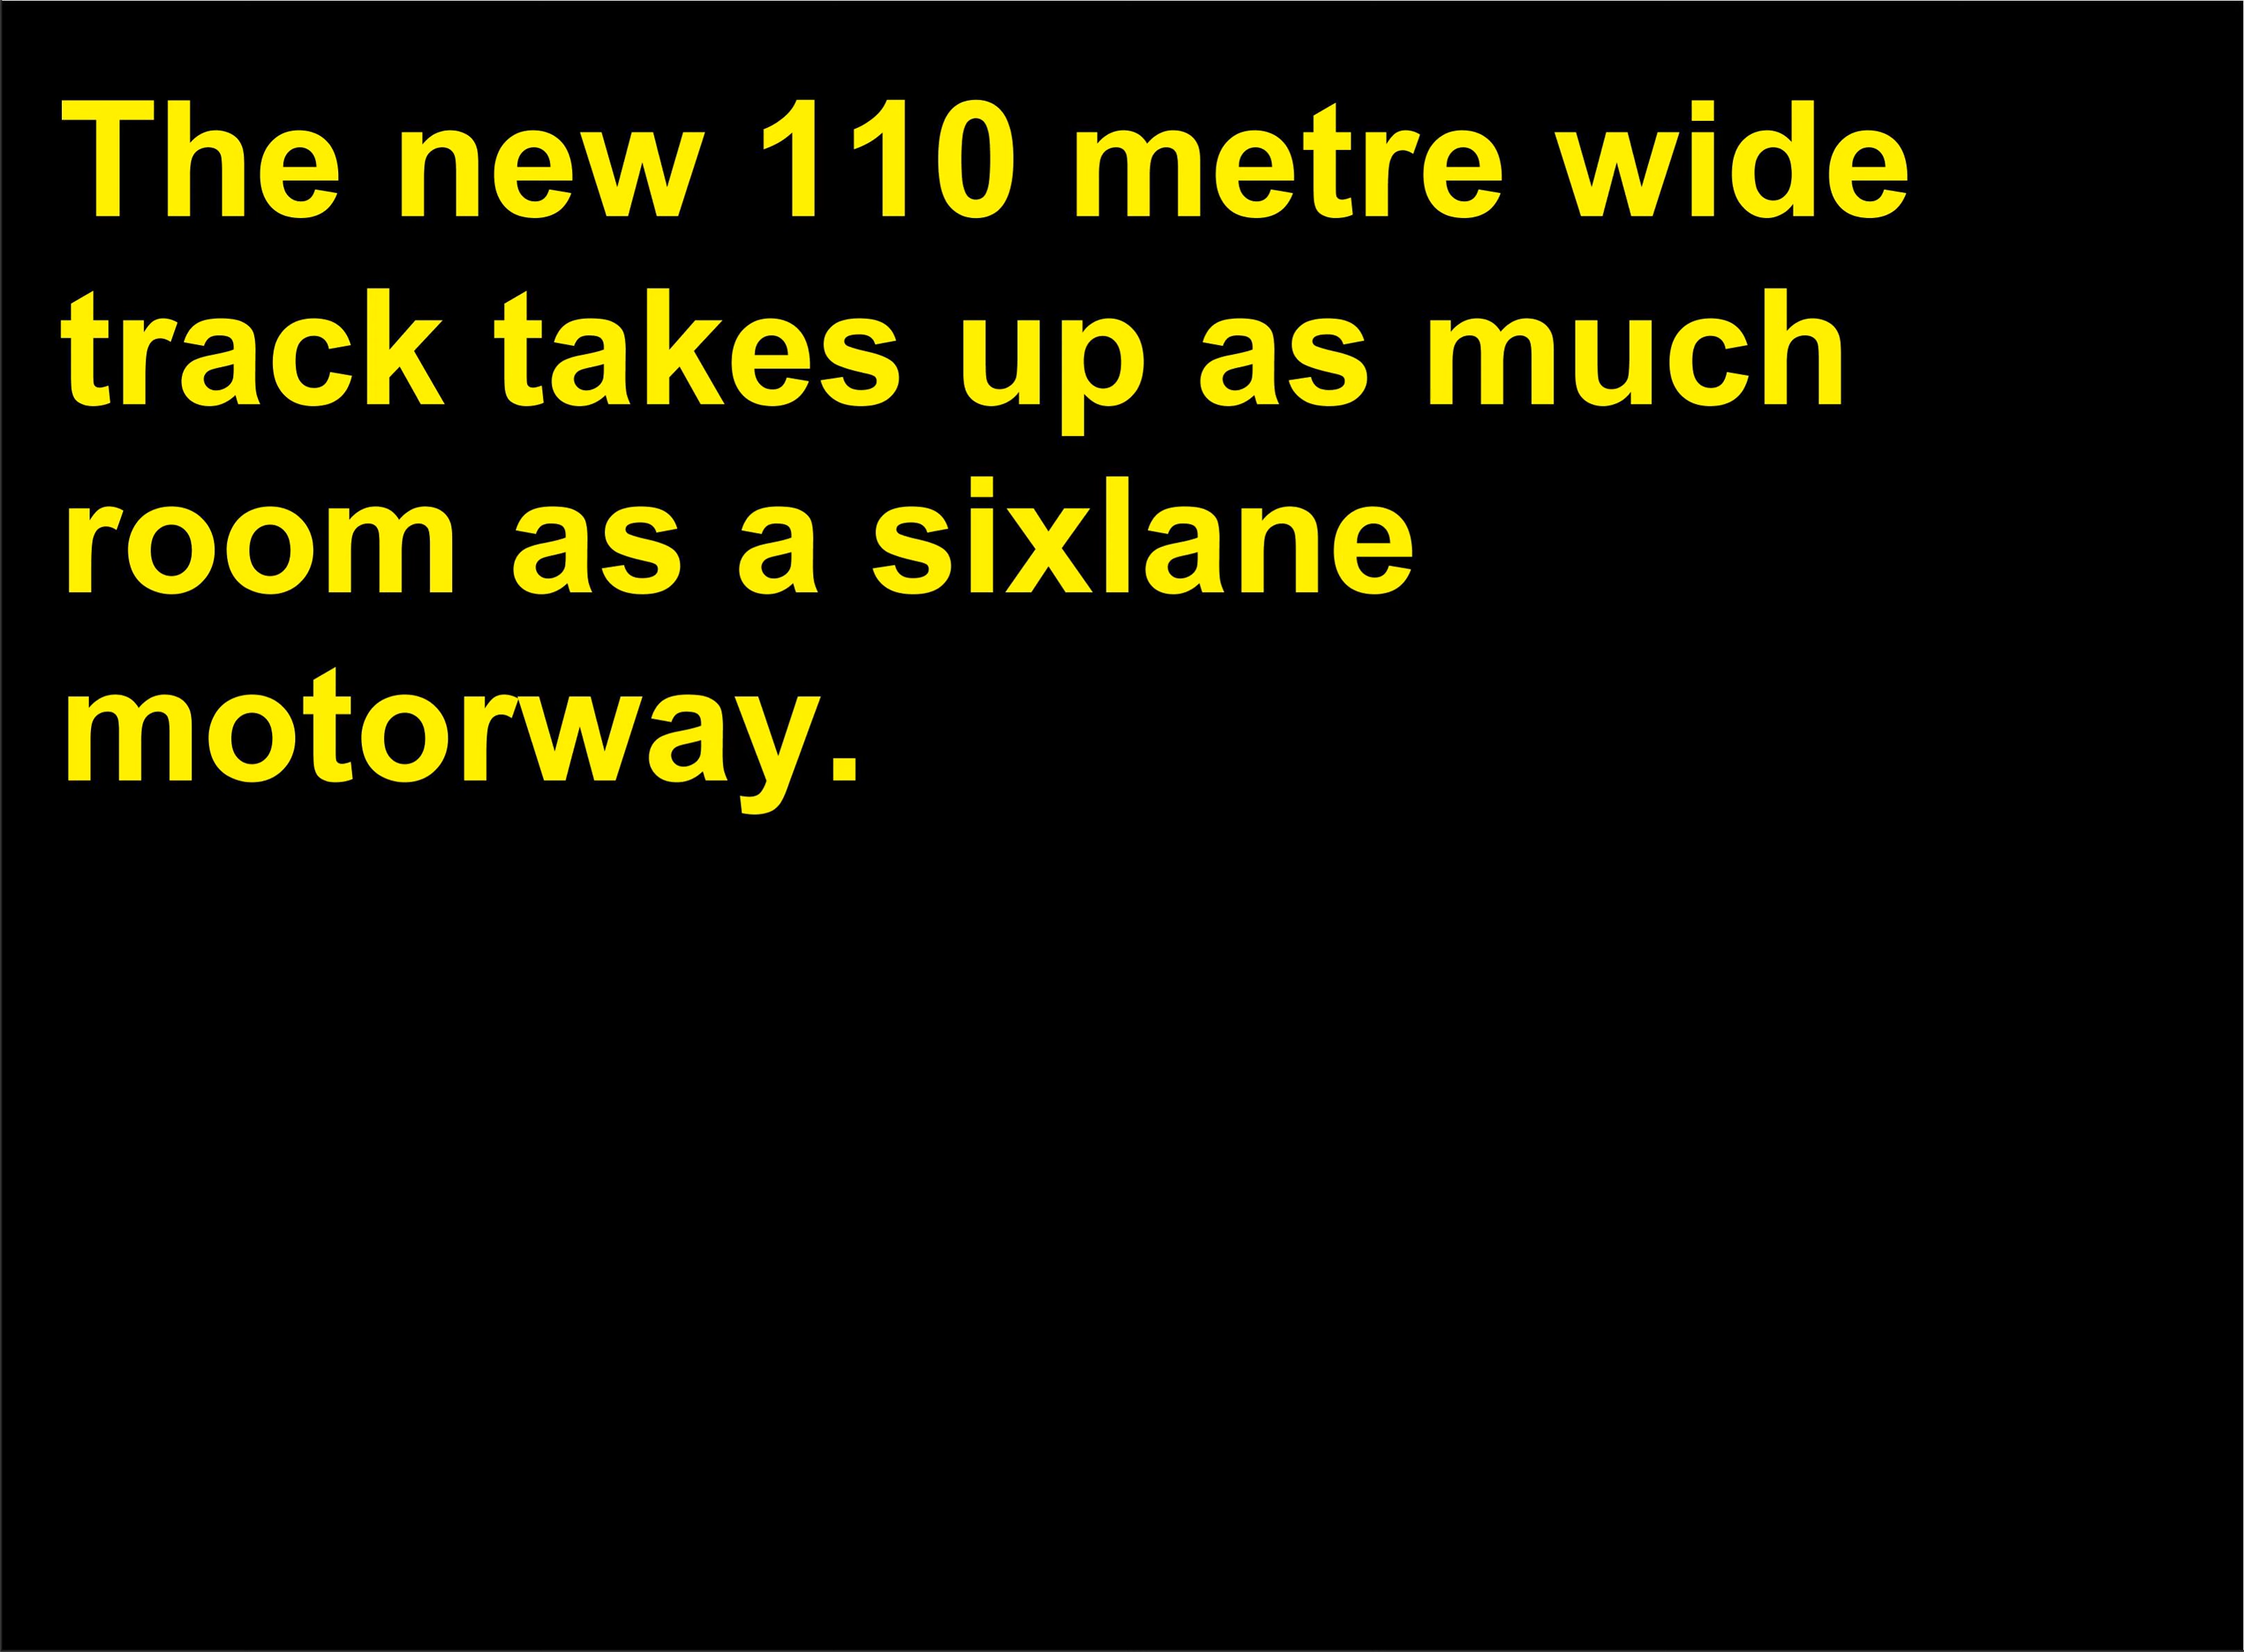 The new 110 metre wide
track takes up as much
room as a sixlane
motorway.